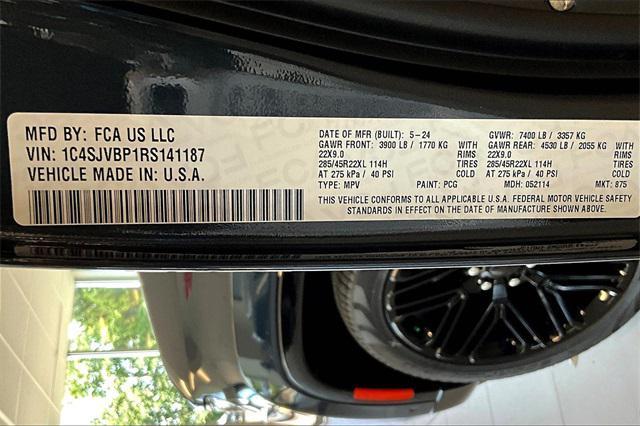 MFD BY: FCA US LLC
VIN: 1C4SJVBP1RS141187
VEHICLE MADE IN: U.S.A.
DATE OF MFR (BUILT): 5-24 GVWR: 7400 LB / 3357 KG
GAWR FRONT: 3900 LB / 1770 KG WITH GAWR REAR: 4530 LB / 2055 KG WITH
22X9.0 RIMS 22X9.0 RIMS
285/45R22XL 114H TIRES 285/45R22XL 114H TIRES
AT 275 kPa / 40 PSI COLD AT 275 kPa / 40 PSI COLD
TYPE: MPV PAINT: PCG MDH: 052114 MKT: 875
THIS VEHICLE CONFORMS TO ALL APPLICABLE U.S.A. FEDERAL MOTOR VEHICLE SAFETY
STANDARDS IN EFFECT ON THE DATE OF MANUFACTURE SHOWN ABOVE